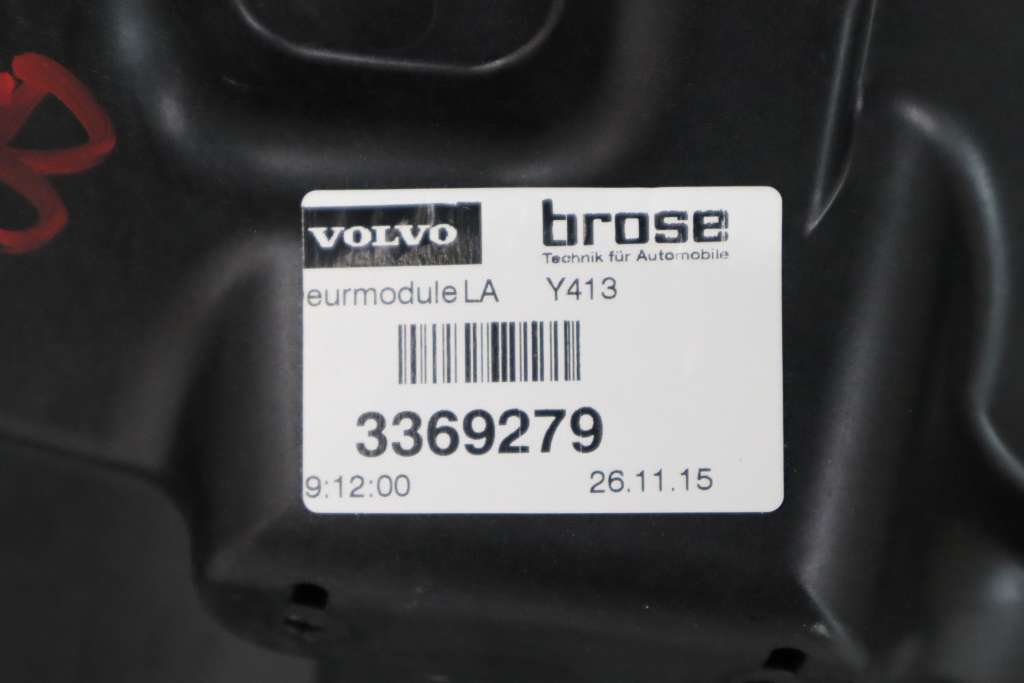 VOLVO brose
Technik für Automobile
eurmodule LA Y413
3369279
9:12:00 26.11.15